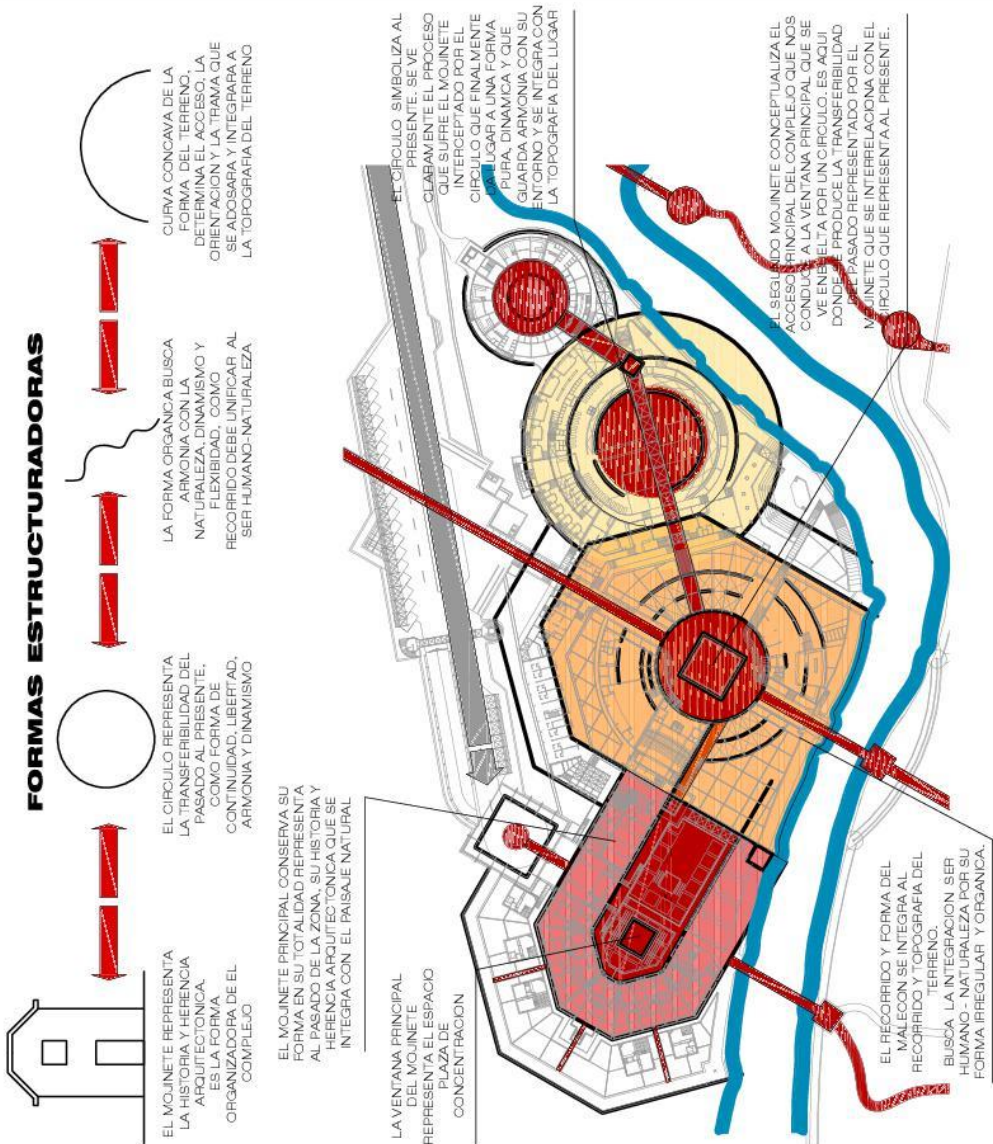 FORMAS ESTRUCTURADORAS
EL MOJINETE REPRESENTA
LA HISTORIA Y HERENCIA
ARQUITECTONICA.
ES LA FORMA
ORGANIZADORA DE EL
COMPLEJO
EL CIRCULO REPRESENTA
LA TRANSFERIBILIDAD DEL
PASADO AL PRESENTE,
COMO FORMA DE
CONTINUIDAD, LIBERTAD,
ARMONIA Y DINAMISMO
LA FORMA ORGANICA BUSCA
ARMONIA CON LA
NATURALEZA, DINAMISMO Y
FLEXIBIDAD, COMO
RECORRIDO DEBE UNIFICAR AL
SER HUMANO-NATURALEZA
CURVA CONCAVA DE LA
FORMA, DEL TERRENO,
DETERMINA EL ACCESO, LA
ORIENTACION Y LA TRAMA QUE
SE ADOSARA Y INTEGRARA A
LA TOPOGRAFIA DEL TERRENO
EL MOJINETE PRINCIPAL CONSERVA SU
FORMA EN SU TOTALIDAD REPRESENTA
AL PASADO DE LA ZONA, SU HISTORIA Y
HERENCIA ARQUITECTONICA QUE SE
INTEGRA CON EL PAISAJE NATURAL
LA VENTANA PRINCIPAL
DEL MOJINETE
REPRESENTA EL ESPACIO
PLAZA DE
CONCENTRACION
EL CIRCULO SIMBOLIZA AL
PRESENTE. SE VE
CLARAMENTE EL PROCESO
QUE SUFRE EL MOJINETE
INTERCEPTADO POR EL
CIRCULO QUE FINALMENTE
DA LUGAR A UNA FORMA
PURA, DINAMICA Y QUE
GUARDA ARMONIA CON SU
ENTORNO Y SE INTEGRA CON
LA TOPOGRAFIA DEL LUGAR
EL RECORRIDO Y FORMA DEL
MALECON SE INTEGRA AL
RECORRIDO Y TOPOGRAFIA DEL
TERRENO.
BUSCA LA INTEGRACION SER
HUMANO - NATURALEZA POR SU
FORMA IRREGULAR Y ORGANICA,
EL SEGUNDO MOJINETE CONCEPTUALIZA EL
ACCESO PRINCIPAL DEL COMPLEJO QUE NOS
CONDUCE A LA VENTANA PRINCIPAL QUE SE
VE ENBUELTA POR UN CIRCULO. ES AQUI
DONDE SE PRODUCE LA TRANSFERIBILIDAD
DEL PASADO REPRESENTADO POR EL
MOJINETE QUE SE INTERRELACIONA CON EL
CIRCULO QUE REPRESENTA AL PRESENTE.